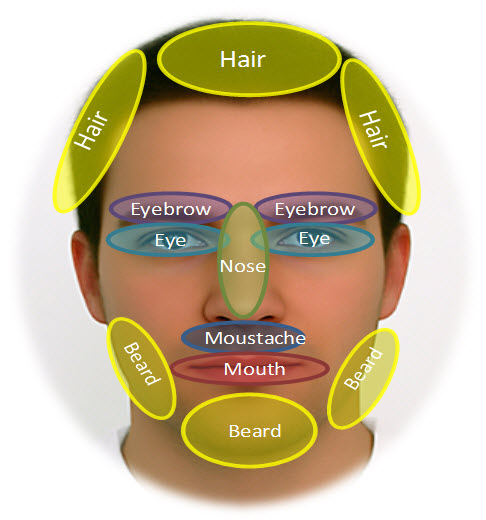 Hair
Hair
Hair
Eyebrow
Eyebrow
Eye
Eye
Nose
Moustache
Beard
Mouth
Beard
Beard